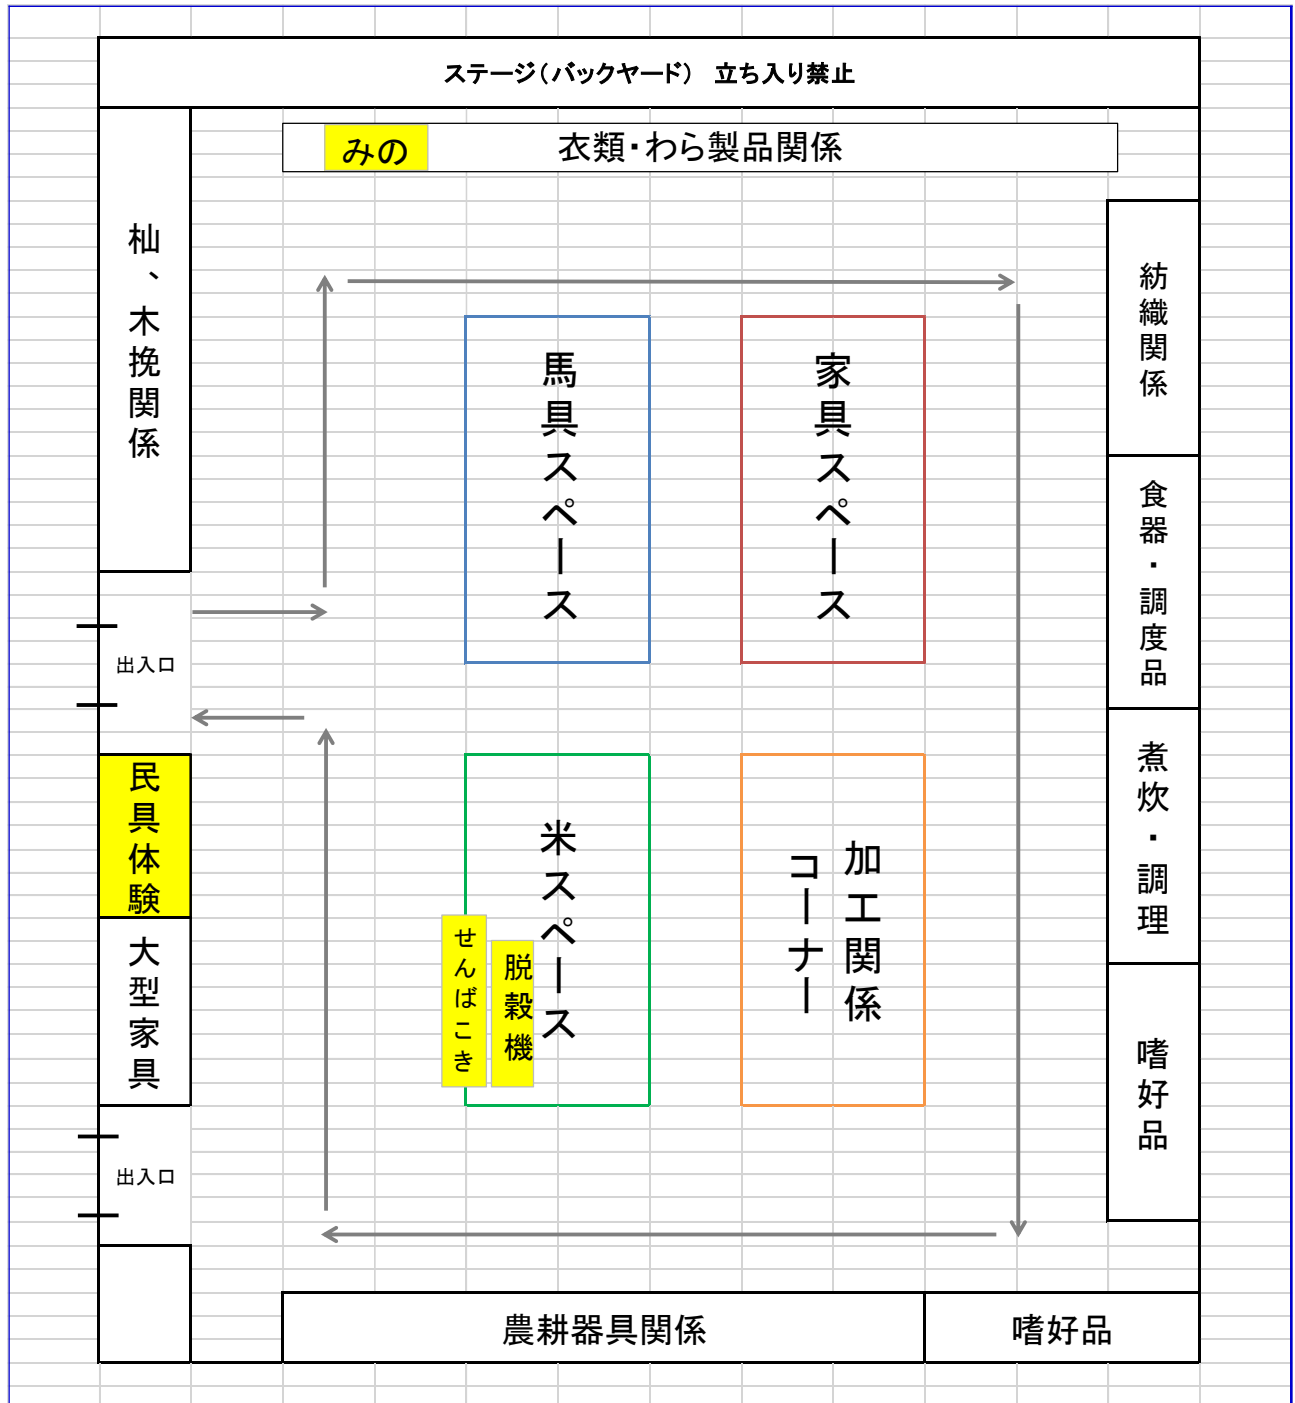 ステージ(バックヤード) 立ち入り禁止
みの
衣類・わら製品関係
杣、木挽関係
紡織関係
馬具スペース
家具スペース
食器・調度品
出入口
煮炊・調理
民具体験
米スペース
加工関係
コーナー
せんばこき
脱穀機
大型家具
嗜好品
出入口
農耕器具関係
嗜好品